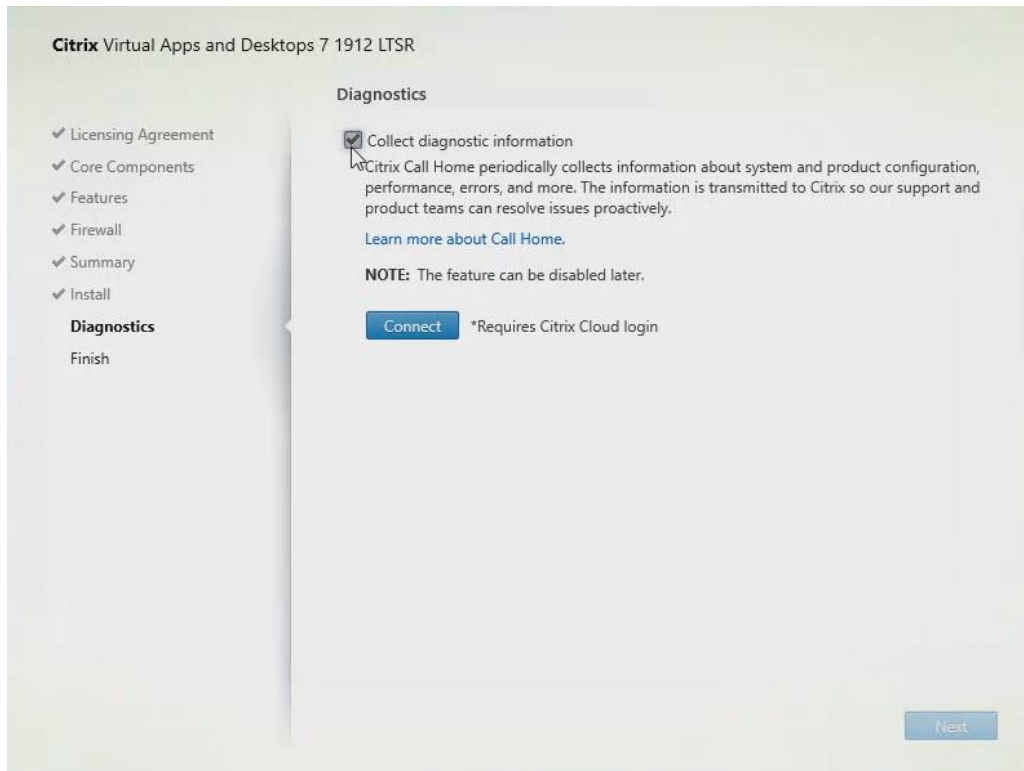 Citrix Virtual Apps and Desktops 7 1912 LTSR
Diagnostics
Licensing Agreement
Core Components
Features
Firewall
Summary
Install
Diagnostics
Finish
Collect diagnostic information
Citrix Call Home periodically collects information about system and product configuration,
performance, errors, and more. The information is transmitted to Citrix so our support and
product teams can resolve issues proactively.
Learn more about Call Home.
NOTE: The feature can be disabled later.
Connect *Requires Citrix Cloud login
Next